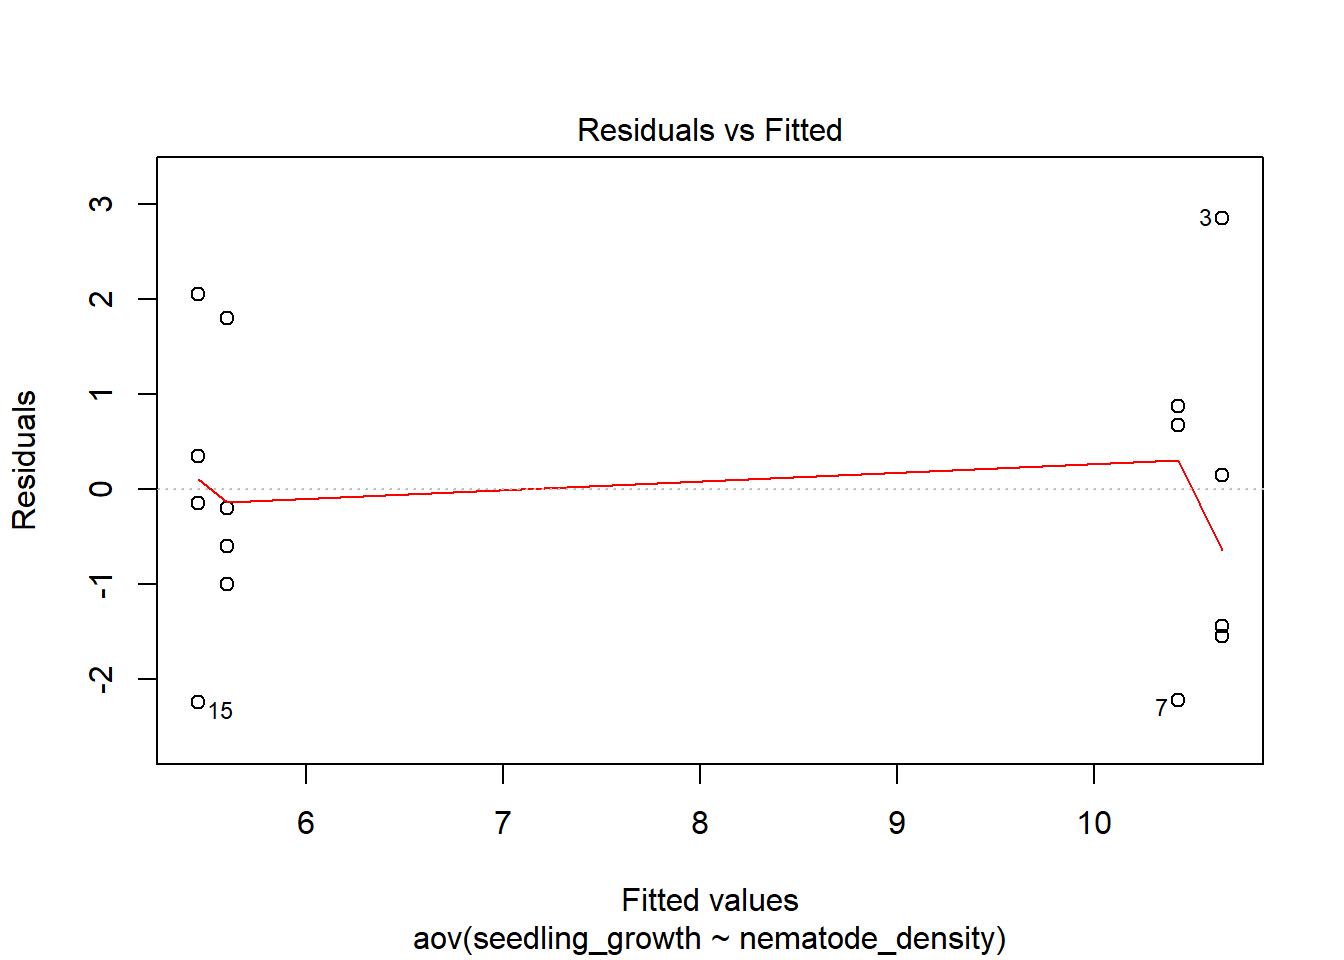 Residuals vs Fitted
Residuals
3
2
1
0
-1
-2
3
15
7
6 7 8 9 10
Fitted values
aov(seedling_growth ~ nematode_density)